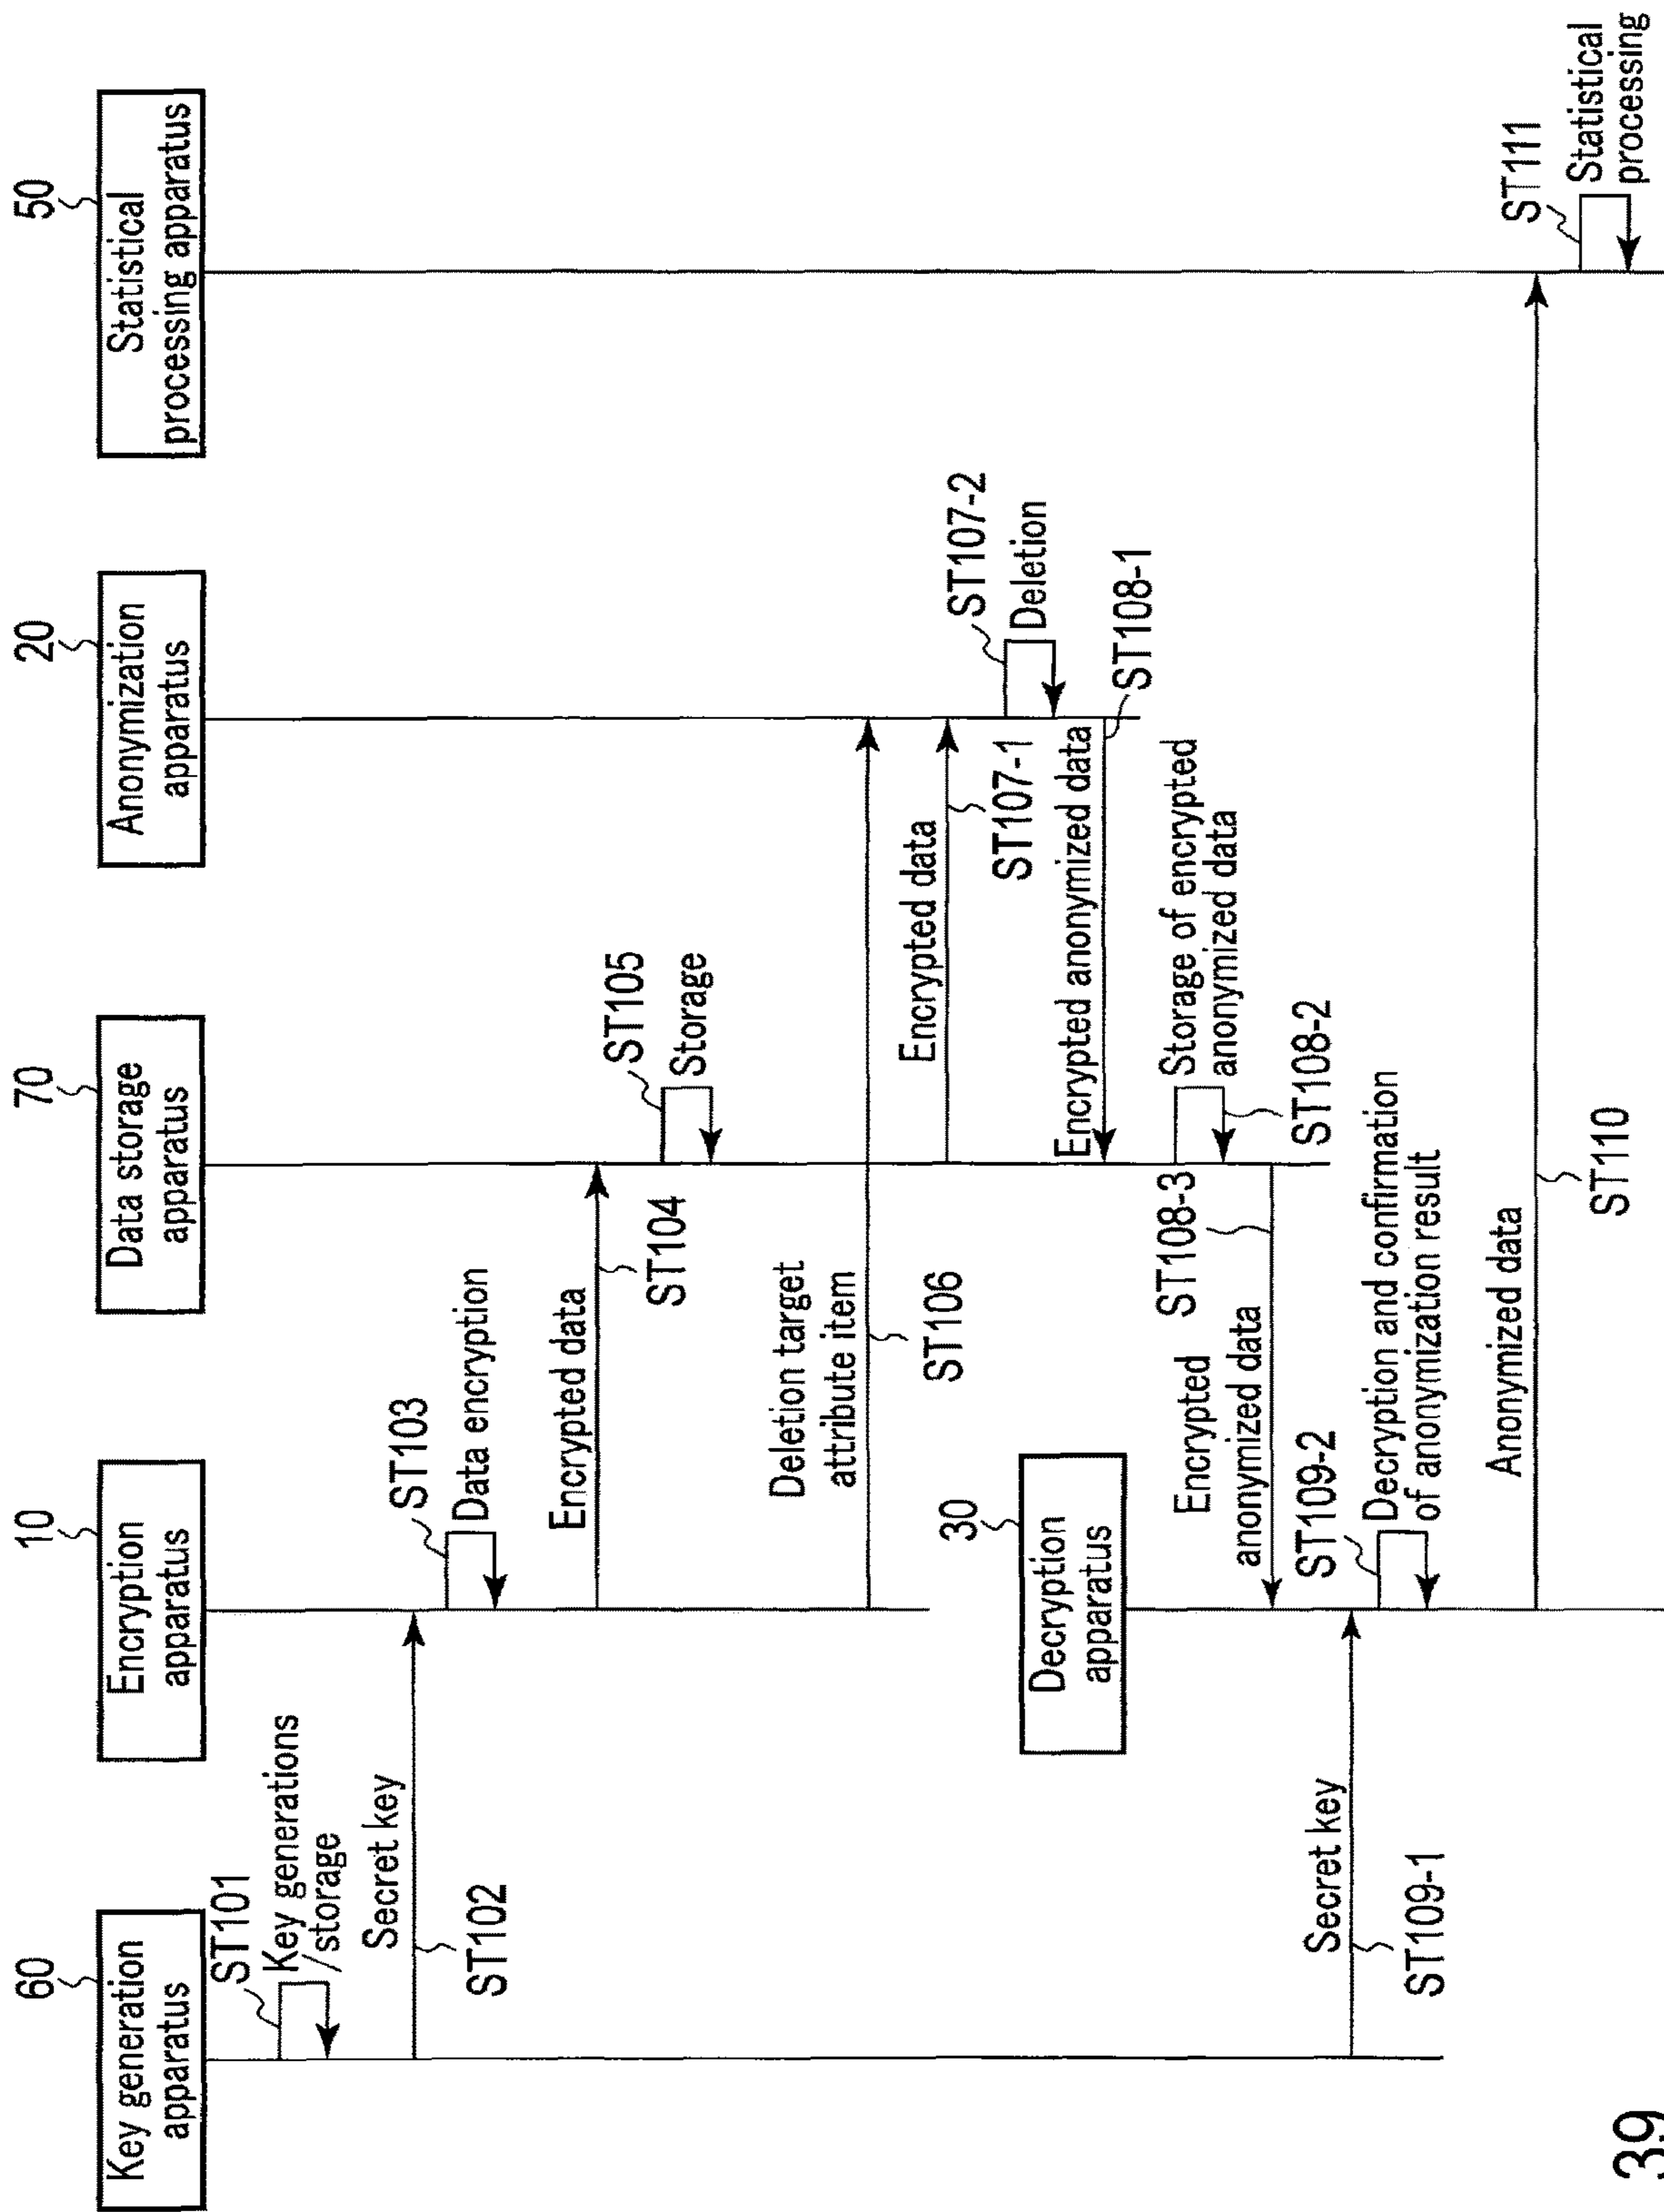 60
Key generation
apparatus
10
Encryption
apparatus
70
Data storage
apparatus
20
Anonymization
apparatus
50
Statistical
processing apparatus
ST101
Key generations
/storage
Secret key
ST102
ST103
Data encryption
Encrypted data
ST104
ST105
Storage
Deletion target
attribute item
ST106
Encrypted data
ST107-1
ST107-2
Deletion
Encrypted anonymized data
ST108-1
Storage of encrypted
anonymized data
ST108-2
30
Decryption
apparatus
ST108-3
Encrypted
anonymized data
Secret key
ST109-1
ST109-2
Decryption and confirmation
of anonymization result
Anonymized data
ST110
ST111
Statistical
processing
39